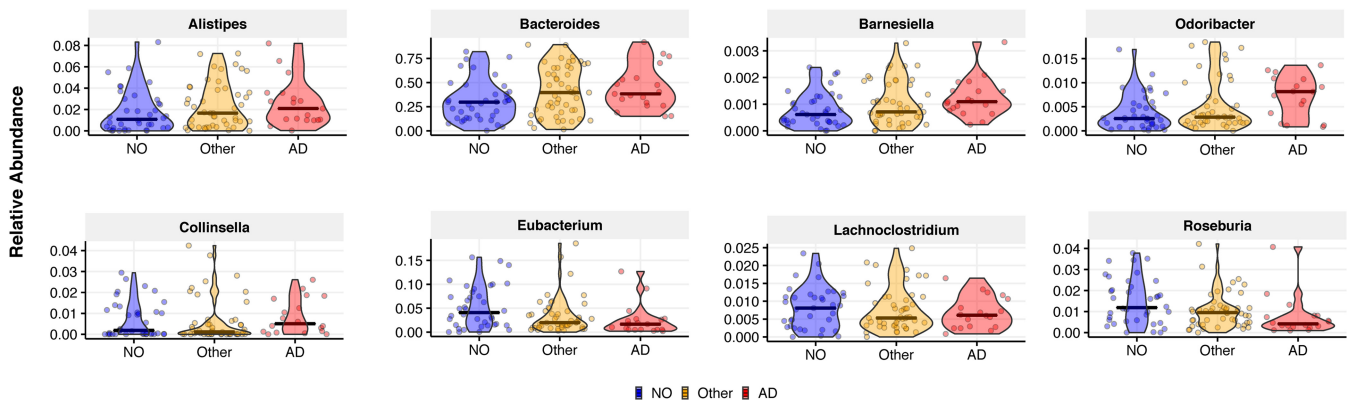 Relative Abundance
Alistipes
0.08
0.06
0.04
0.02
0.00
NO Other AD
Bacteroides
0.75
0.50
0.25
0.00
NO Other AD
Barnesiella
0.003
0.002
0.001
0.000
NO Other AD
Odoribacter
0.015
0.010
0.005
0.000
NO Other AD
Collinsella
0.04
0.03
0.02
0.01
0.00
NO Other AD
Eubacterium
0.15
0.10
0.05
0.00
NO Other AD
Lachnoclostridium
0.025
0.020
0.015
0.010
0.005
0.000
NO Other AD
Roseburia
0.04
0.03
0.02
0.01
0.00
NO Other AD
NO Other AD